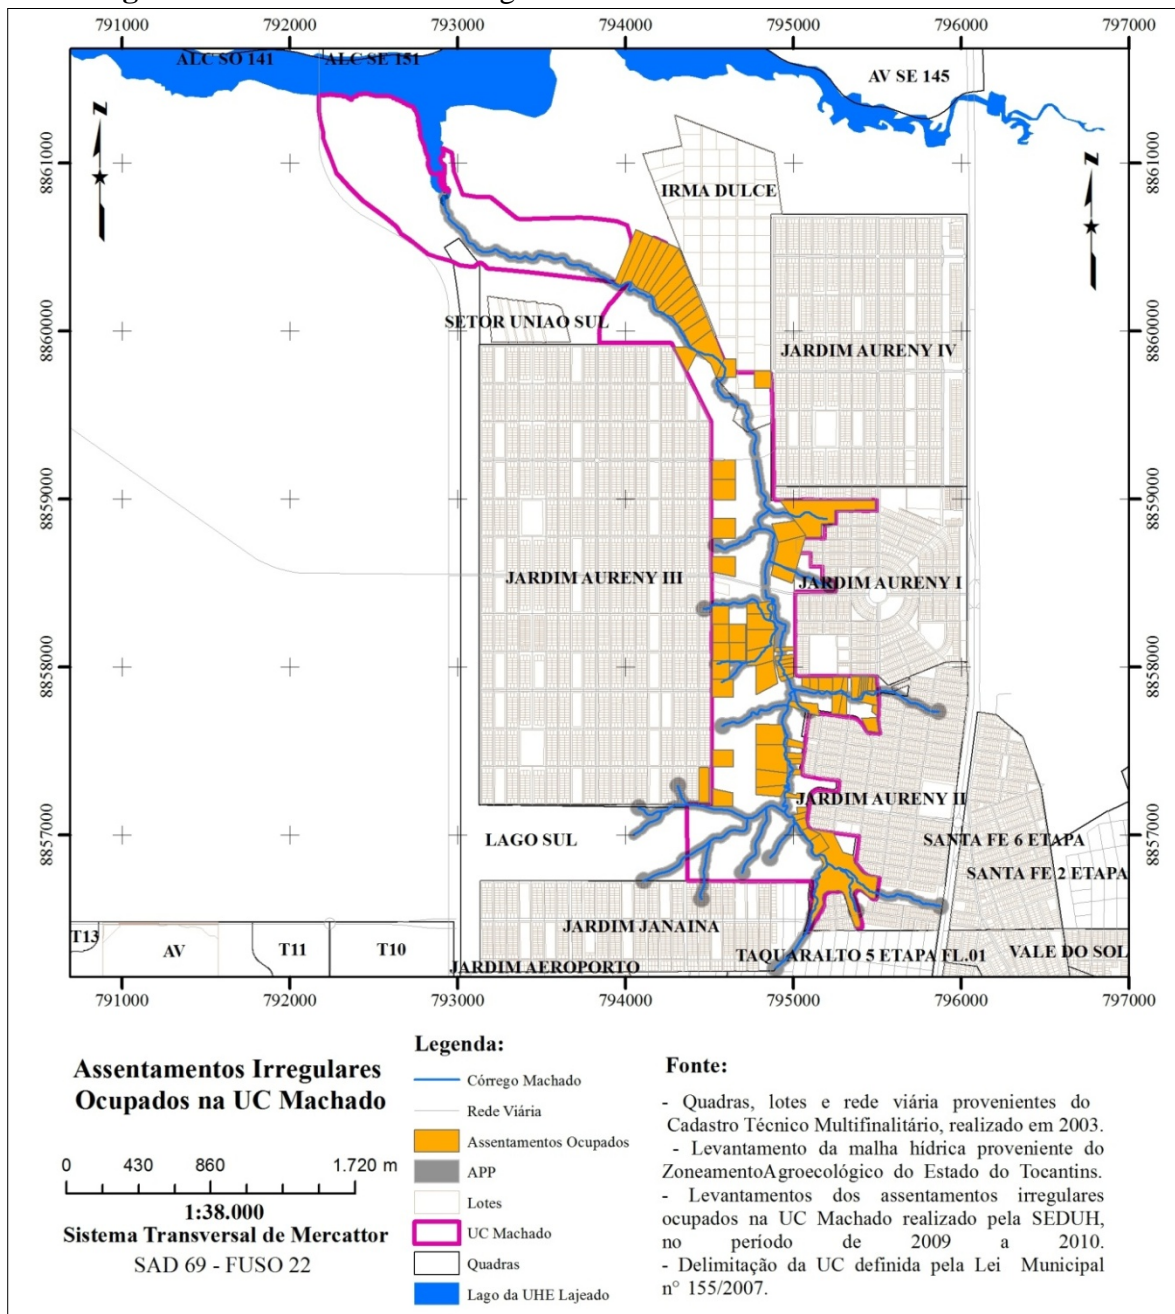 791000 792000 793000 794000 795000 796000 797000
ALC SO 141 ALC SE 151
AV SE 145
N N
8861000 8861000
IRMA DULCE
8860000 8860000
SETOR UNIAO SUL
JARDIM AURENY IV
8859000 8859000
JARDIM AURENY III
JARDIM AURENY I
8858000 8858000
JARDIM AURENY II
8857000 8857000
LAGO SUL
SANTA FE 6 ETAPA
SANTA FE 2 ETAPA
JARDIM JANAINA
T13 AV T11 T10
JARDIM AEROPORTO
TAQUARALTO 5 ETAPA FL.01
VALE DO SOL
791000 792000 793000 794000 795000 796000 797000
Assentamentos Irregulares
Ocupados na UC Machado
0 430 860 1.720 m
1:38.000
Sistema Transversal de Mercattor
SAD 69 - FUSO 22
Legenda:
Córrego Machado
Rede Viária
Assentamentos Ocupados
APP
Lotes
UC Machado
Quadras
Lago da UHE Lajeado
Fonte:
- Quadras, lotes e rede viária provenientes do
Cadastro Técnico Multifinalitário, realizado em 2003.
- Levantamento da malha hídrica proveniente do
ZoneamentoAgroecológico do Estado do Tocantins.
- Levantamentos dos assentamentos irregulares
ocupados na UC Machado realizado pela SEDUH,
no período de 2009 a 2010.
- Delimitação da UC definida pela Lei Municipal
n° 155/2007.